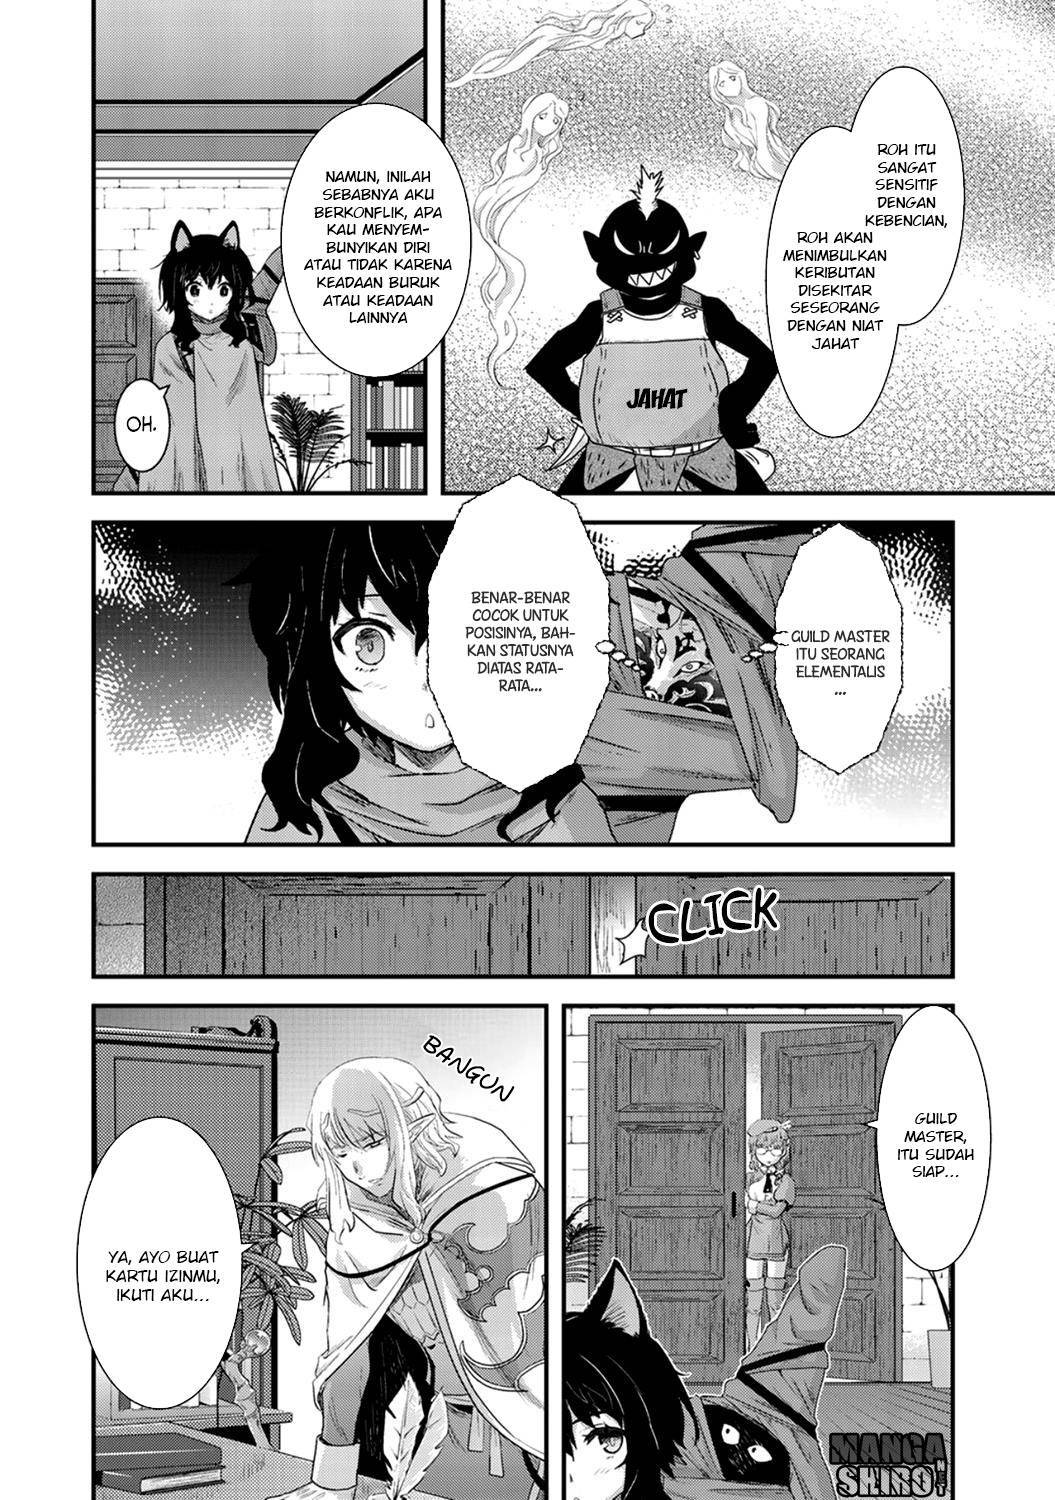 ROH ITU
SANGAT
SENSITIF
DENGAN
KEBENCIAN,
ROH AKAN
MENIMBULKAN
KERIBUTAN
DISEKITAR
SESEORANG
DENGAN NIAT
JAHAT
JAHAT
NAMUN, INILAH
SEBABNYA AKU
BERKONFLIK, APA
KAU MENYEM-
BUNYIKAN DIRI
ATAU TIDAK KARENA
KEADAAN BURUK
ATAU KEADAAN
LAINNYA
OH.
GUILD MASTER
ITU SEORANG
ELEMENTALIS
...
BENAR-BENAR
COCOK UNTUK
POSISINYA, BAH-
KAN STATUSNYA
DIATAS RATA-
RATA...
CLICK
GUILD
MASTER,
ITU SUDAH
SIAP...
BANGUN
YA, AYO BUAT
KARTU IZINMU,
IKUTI AKU...
MANGA
SHIRO
NET